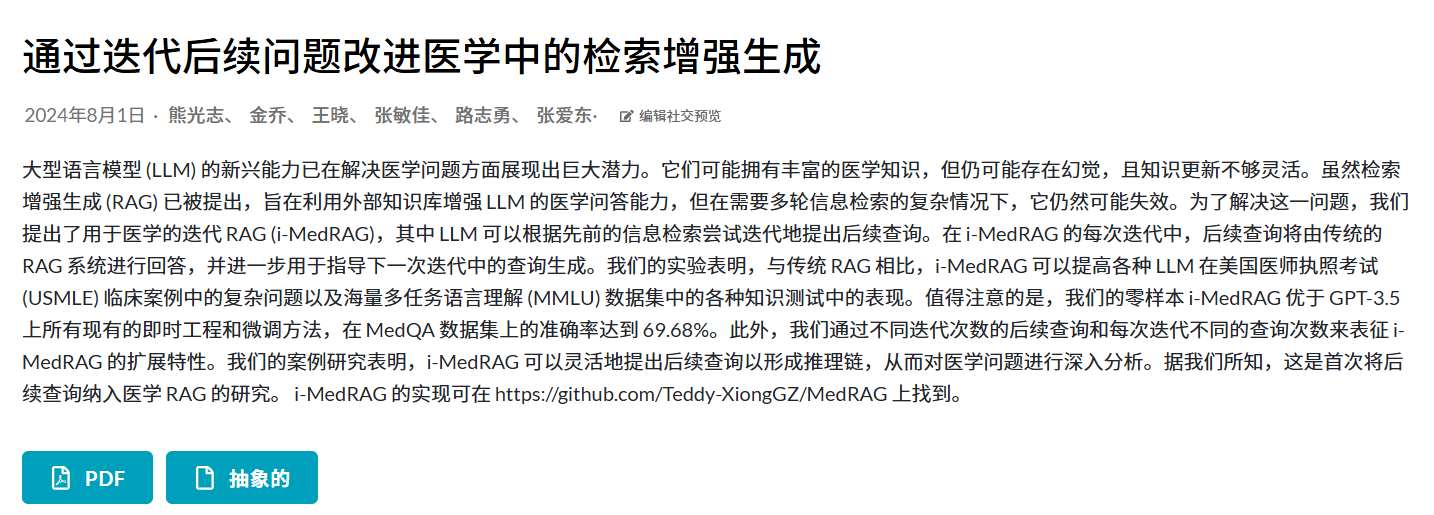 通过迭代后续问题改进医学中的检索增强生成
2024年8月1日 · 熊光志、 金乔、 王晓、 张敏佳、 路志勇、 张爱东· 编辑社交预览
大型语言模型 (LLM) 的新兴能力已在解决医学问题方面展现出巨大潜力。它们可能拥有丰富的医学知识，但仍可能存在幻觉，且知识更新不够灵活。虽然检索
增强生成 (RAG) 已被提出，旨在利用外部知识库增强 LLM 的医学问答能力，但在需要多轮信息检索的复杂情况下，它仍然可能失效。为了解决这一问题，我们
提出了用于医学的迭代 RAG (i-MedRAG)，其中 LLM 可以根据先前的信息检索尝试迭代地提出后续查询。在 i-MedRAG 的每次迭代中，后续查询将由传统的
RAG 系统进行回答，并进一步用于指导下一次迭代中的查询生成。我们的实验表明，与传统 RAG 相比，i-MedRAG 可以提高各种 LLM 在美国医师执照考试
(USMLE) 临床案例中的复杂问题以及海量多任务语言理解 (MMLU) 数据集中的各种知识测试中的表现。值得注意的是，我们的零样本 i-MedRAG 优于 GPT-3.5
上所有现有的即时工程和微调方法，在 MedQA 数据集上的准确率达到 69.68%。此外，我们通过不同迭代次数的后续查询和每次迭代不同的查询次数来表征 i-
MedRAG 的扩展特性。我们的案例研究表明，i-MedRAG 可以灵活地提出后续查询以形成推理链，从而对医学问题进行深入分析。据我们所知，这是首次将后
续查询纳入医学 RAG 的研究。 i-MedRAG 的实现可在 https://github.com/Teddy-XiongGZ/MedRAG 上找到。
PDF 抽象的